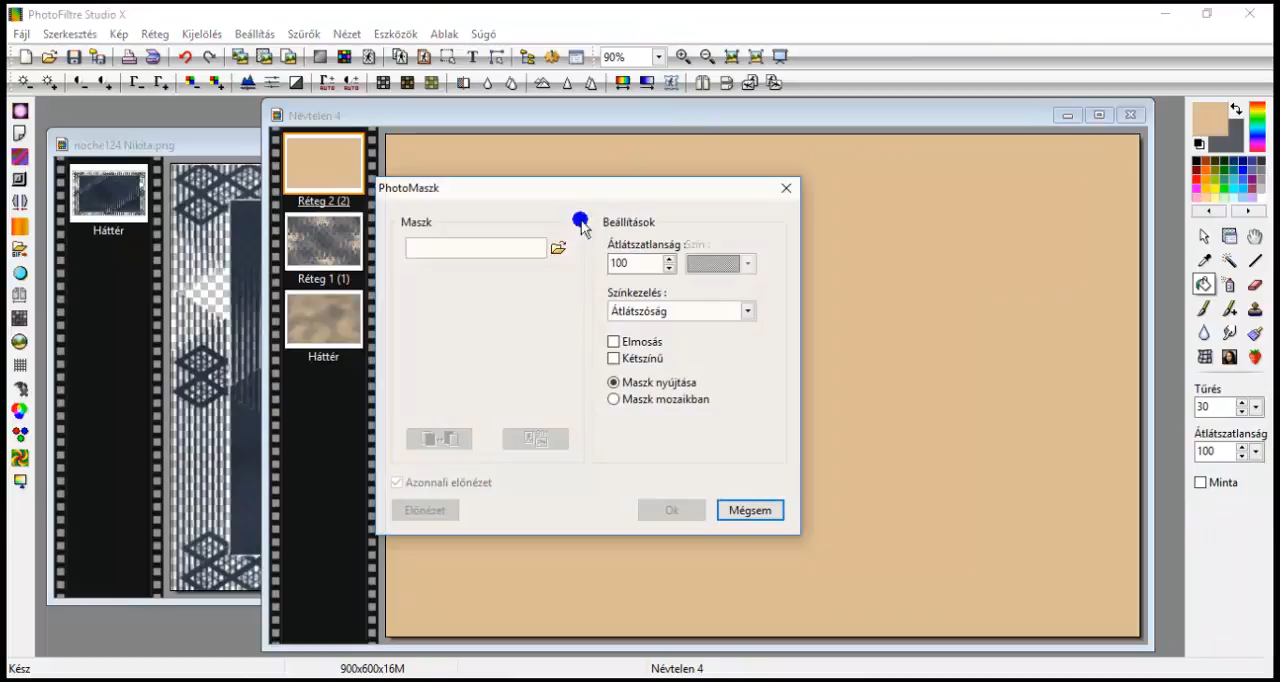 PhotoFiltre Studio X
Fájl Szerkesztés Kép Réteg Kijelölés Beállítás Szűrők Nézet Eszközök Ablak Súgó
90%
noche124 Nikita.png
Háttér
Névtelen 4
Réteg 2 (2)
Réteg 1 (1)
Háttér
PhotoMaszk
Maszk
Azonnali előnézet
Előnézet
Beállítások
Átlátszatlanság :
Szín :
100
Színkezelés :
Átlátszóság
Elmosás
Kétszínű
Maszk nyújtása
Maszk mozaikban
Ok
Mégsem
Tűrés
30
Átlátszatlanság
100
Minta
Kész
900x600x16M
Névtelen 4